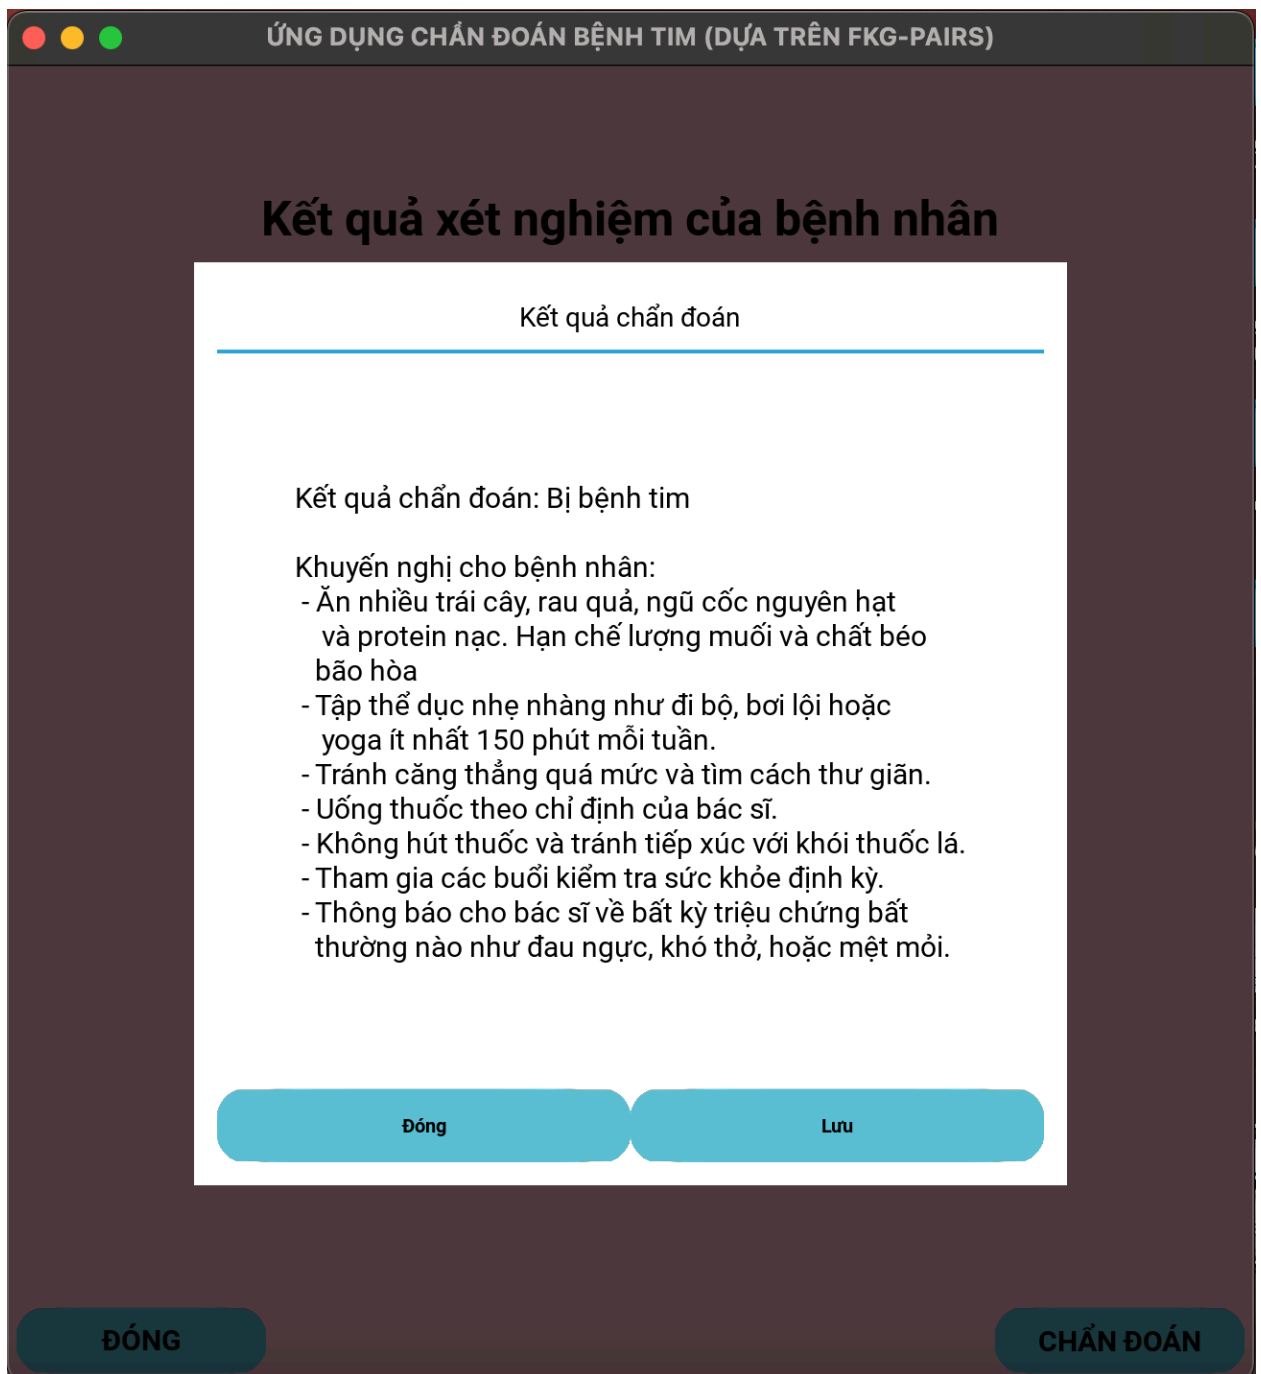 ỨNG DỤNG CHẨN ĐOÁN BỆNH TIM (DỰA TRÊN FKG-PAIRS)
Kết quả xét nghiệm của bệnh nhân
Kết quả chẩn đoán
Kết quả chẩn đoán: Bị bệnh tim
Khuyến nghị cho bệnh nhân:
- Ăn nhiều trái cây, rau quả, ngũ cốc nguyên hạt
và protein nạc. Hạn chế lượng muối và chất béo
bão hòa
- Tập thể dục nhẹ nhàng như đi bộ, bơi lội hoặc
yoga ít nhất 150 phút mỗi tuần.
- Tránh căng thẳng quá mức và tìm cách thư giãn.
- Uống thuốc theo chỉ định của bác sĩ.
- Không hút thuốc và tránh tiếp xúc với khói thuốc lá.
- Tham gia các buổi kiểm tra sức khỏe định kỳ.
- Thông báo cho bác sĩ về bất kỳ triệu chứng bất
thường nào như đau ngực, khó thở, hoặc mệt mỏi.
Đóng
Lưu
ĐÓNG
CHẨN ĐOÁN